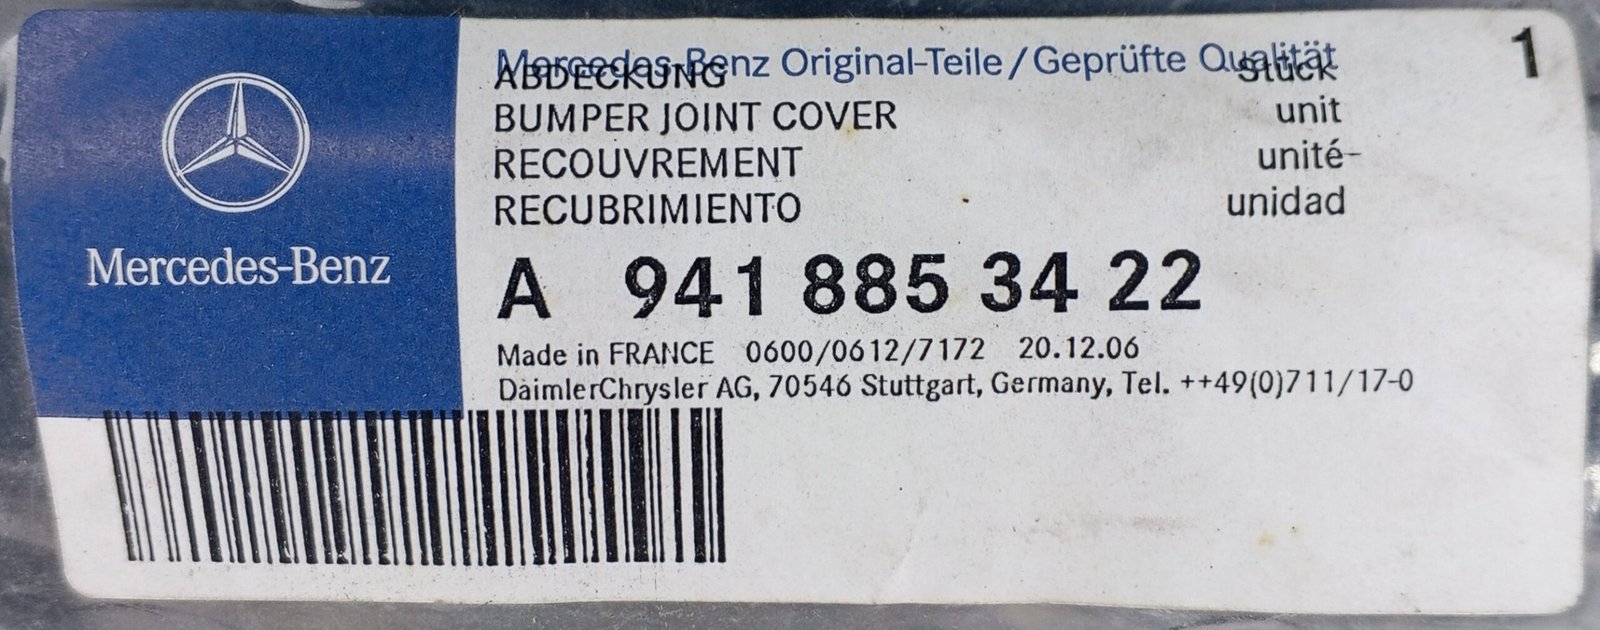 Mercedes-Benz
Mercedes-Benz Original-Teile/Geprüfte Qualität
1
ABDECKUNG Stück
BUMPER JOINT COVER unit
RECOUVREMENT unité-
RECUBRIMIENTO unidad
A 941 885 34 22
Made in FRANCE 0600/0612/7172 20.12.06
DaimlerChrysler AG, 70546 Stuttgart, Germany, Tel. ++49(0)711/17-0